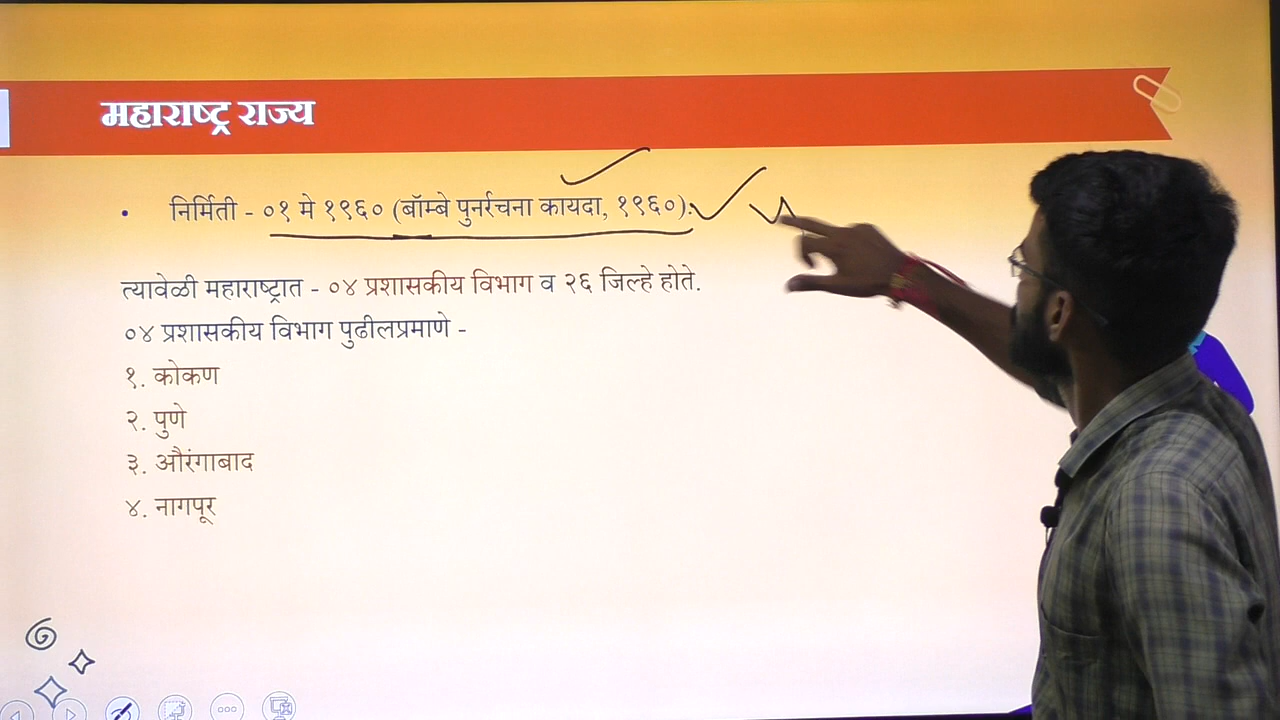 महाराष्ट्र राज्य
• निर्मिती - ०१ मे १९६० (बॉम्बे पुनर्रचना कायदा, १९६०).
त्यावेळी महाराष्ट्रात - ०४ प्रशासकीय विभाग व २६ जिल्हे होते.
०४ प्रशासकीय विभाग पुढीलप्रमाणे -
१. कोकण
२. पुणे
३. औरंगाबाद
४. नागपूर